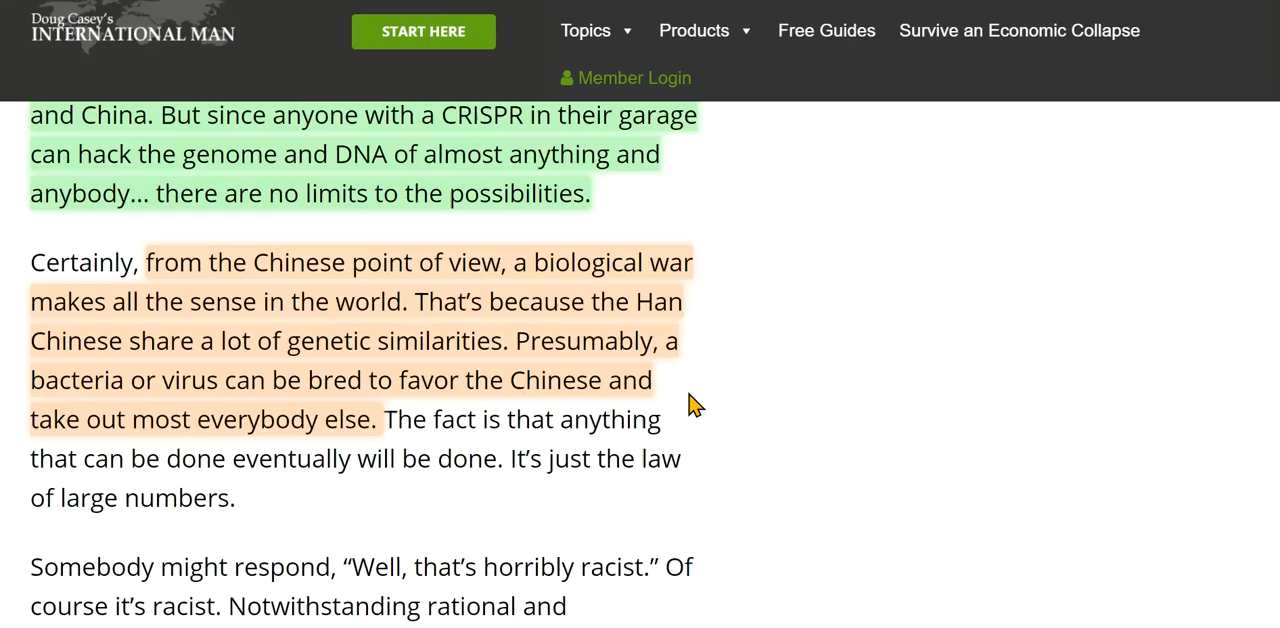 Doug Casey's
INTERNATIONAL MAN
START HERE
Topics
Products
Free Guides
Survive an Economic Collapse
Member Login
and China. But since anyone with a CRISPR in their garage
can hack the genome and DNA of almost anything and
anybody… there are no limits to the possibilities.
Certainly, from the Chinese point of view, a biological war
makes all the sense in the world. That’s because the Han
Chinese share a lot of genetic similarities. Presumably, a
bacteria or virus can be bred to favor the Chinese and
take out most everybody else. The fact is that anything
that can be done eventually will be done. It’s just the law
of large numbers.
Somebody might respond, “Well, that’s horribly racist.” Of
course it’s racist. Notwithstanding rational and